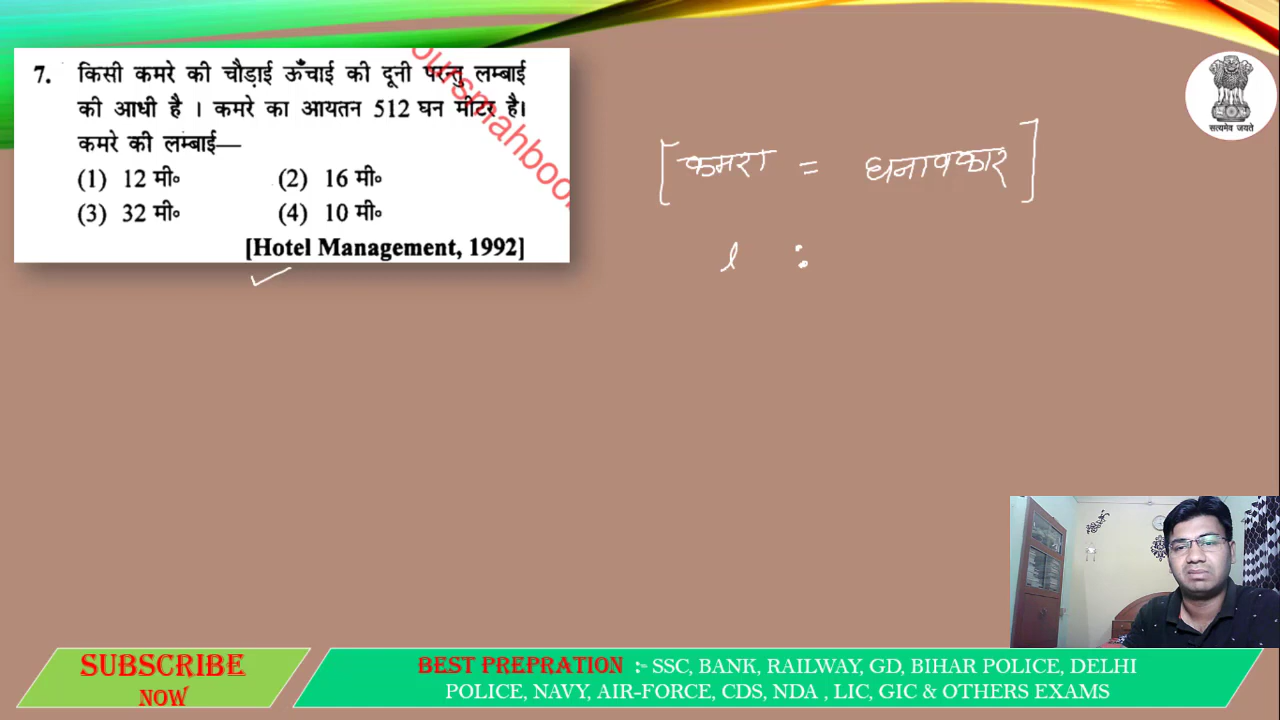 7. किसी कमरे की चौड़ाई ऊँचाई की दूनी परन्तु लम्बाई
की आधी है । कमरे का आयतन 512 घन मीटर है।
कमरे की लम्बाई—
(1) 12 मी॰ (2) 16 मी॰
(3) 32 मी॰ (4) 10 मी॰
[Hotel Management, 1992]
oursmahboo
[कमरा = घनाभकार]
l :
सत्यमेव जयते
SUBSCRIBE
NOW
BEST PREPRATION :- SSC, BANK, RAILWAY, GD, BIHAR POLICE, DELHI
POLICE, NAVY, AIR-FORCE, CDS, NDA , LIC, GIC & OTHERS EXAMS